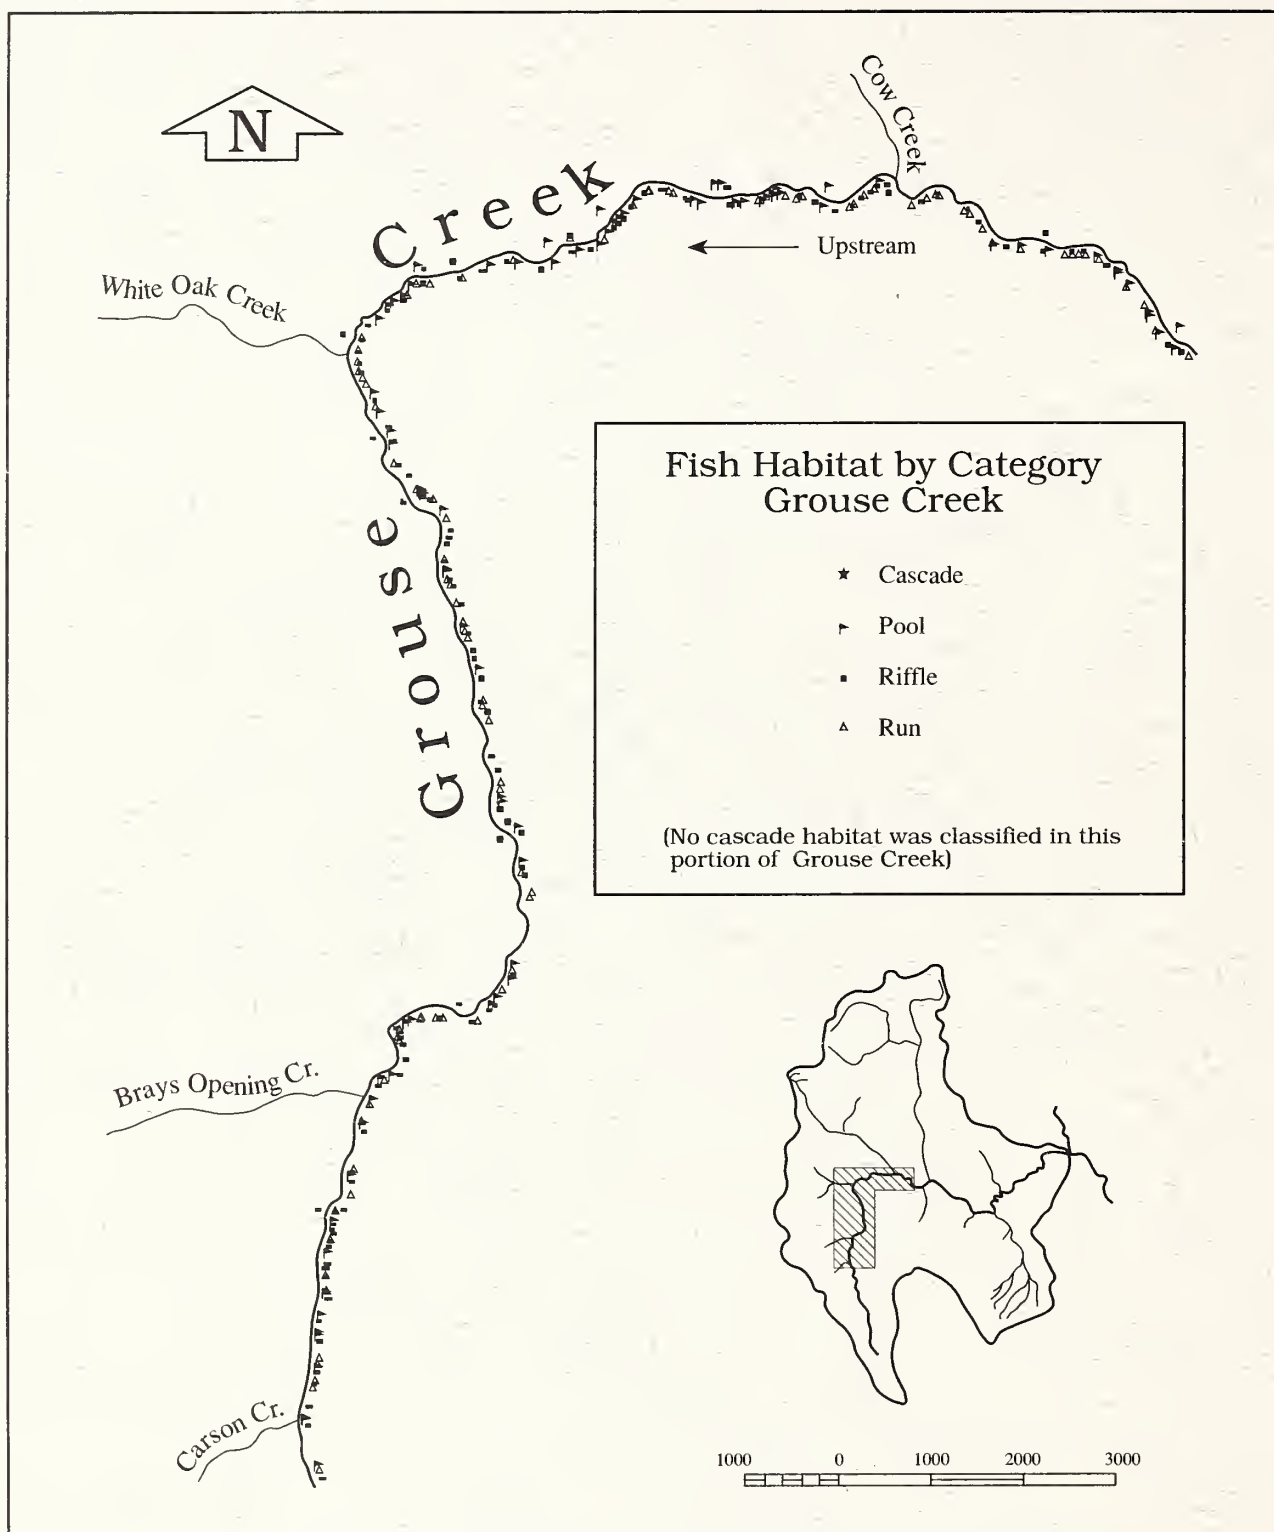 N
Cow Creek
Grouse Creek
Upstream
White Oak Creek
Fish Habitat by Category
Grouse Creek
Cascade
Pool
Riffle
Run
(No cascade habitat was classified in this
portion of Grouse Creek)
Brays Opening Cr.
Carson Cr.
1000 0 1000 2000 3000